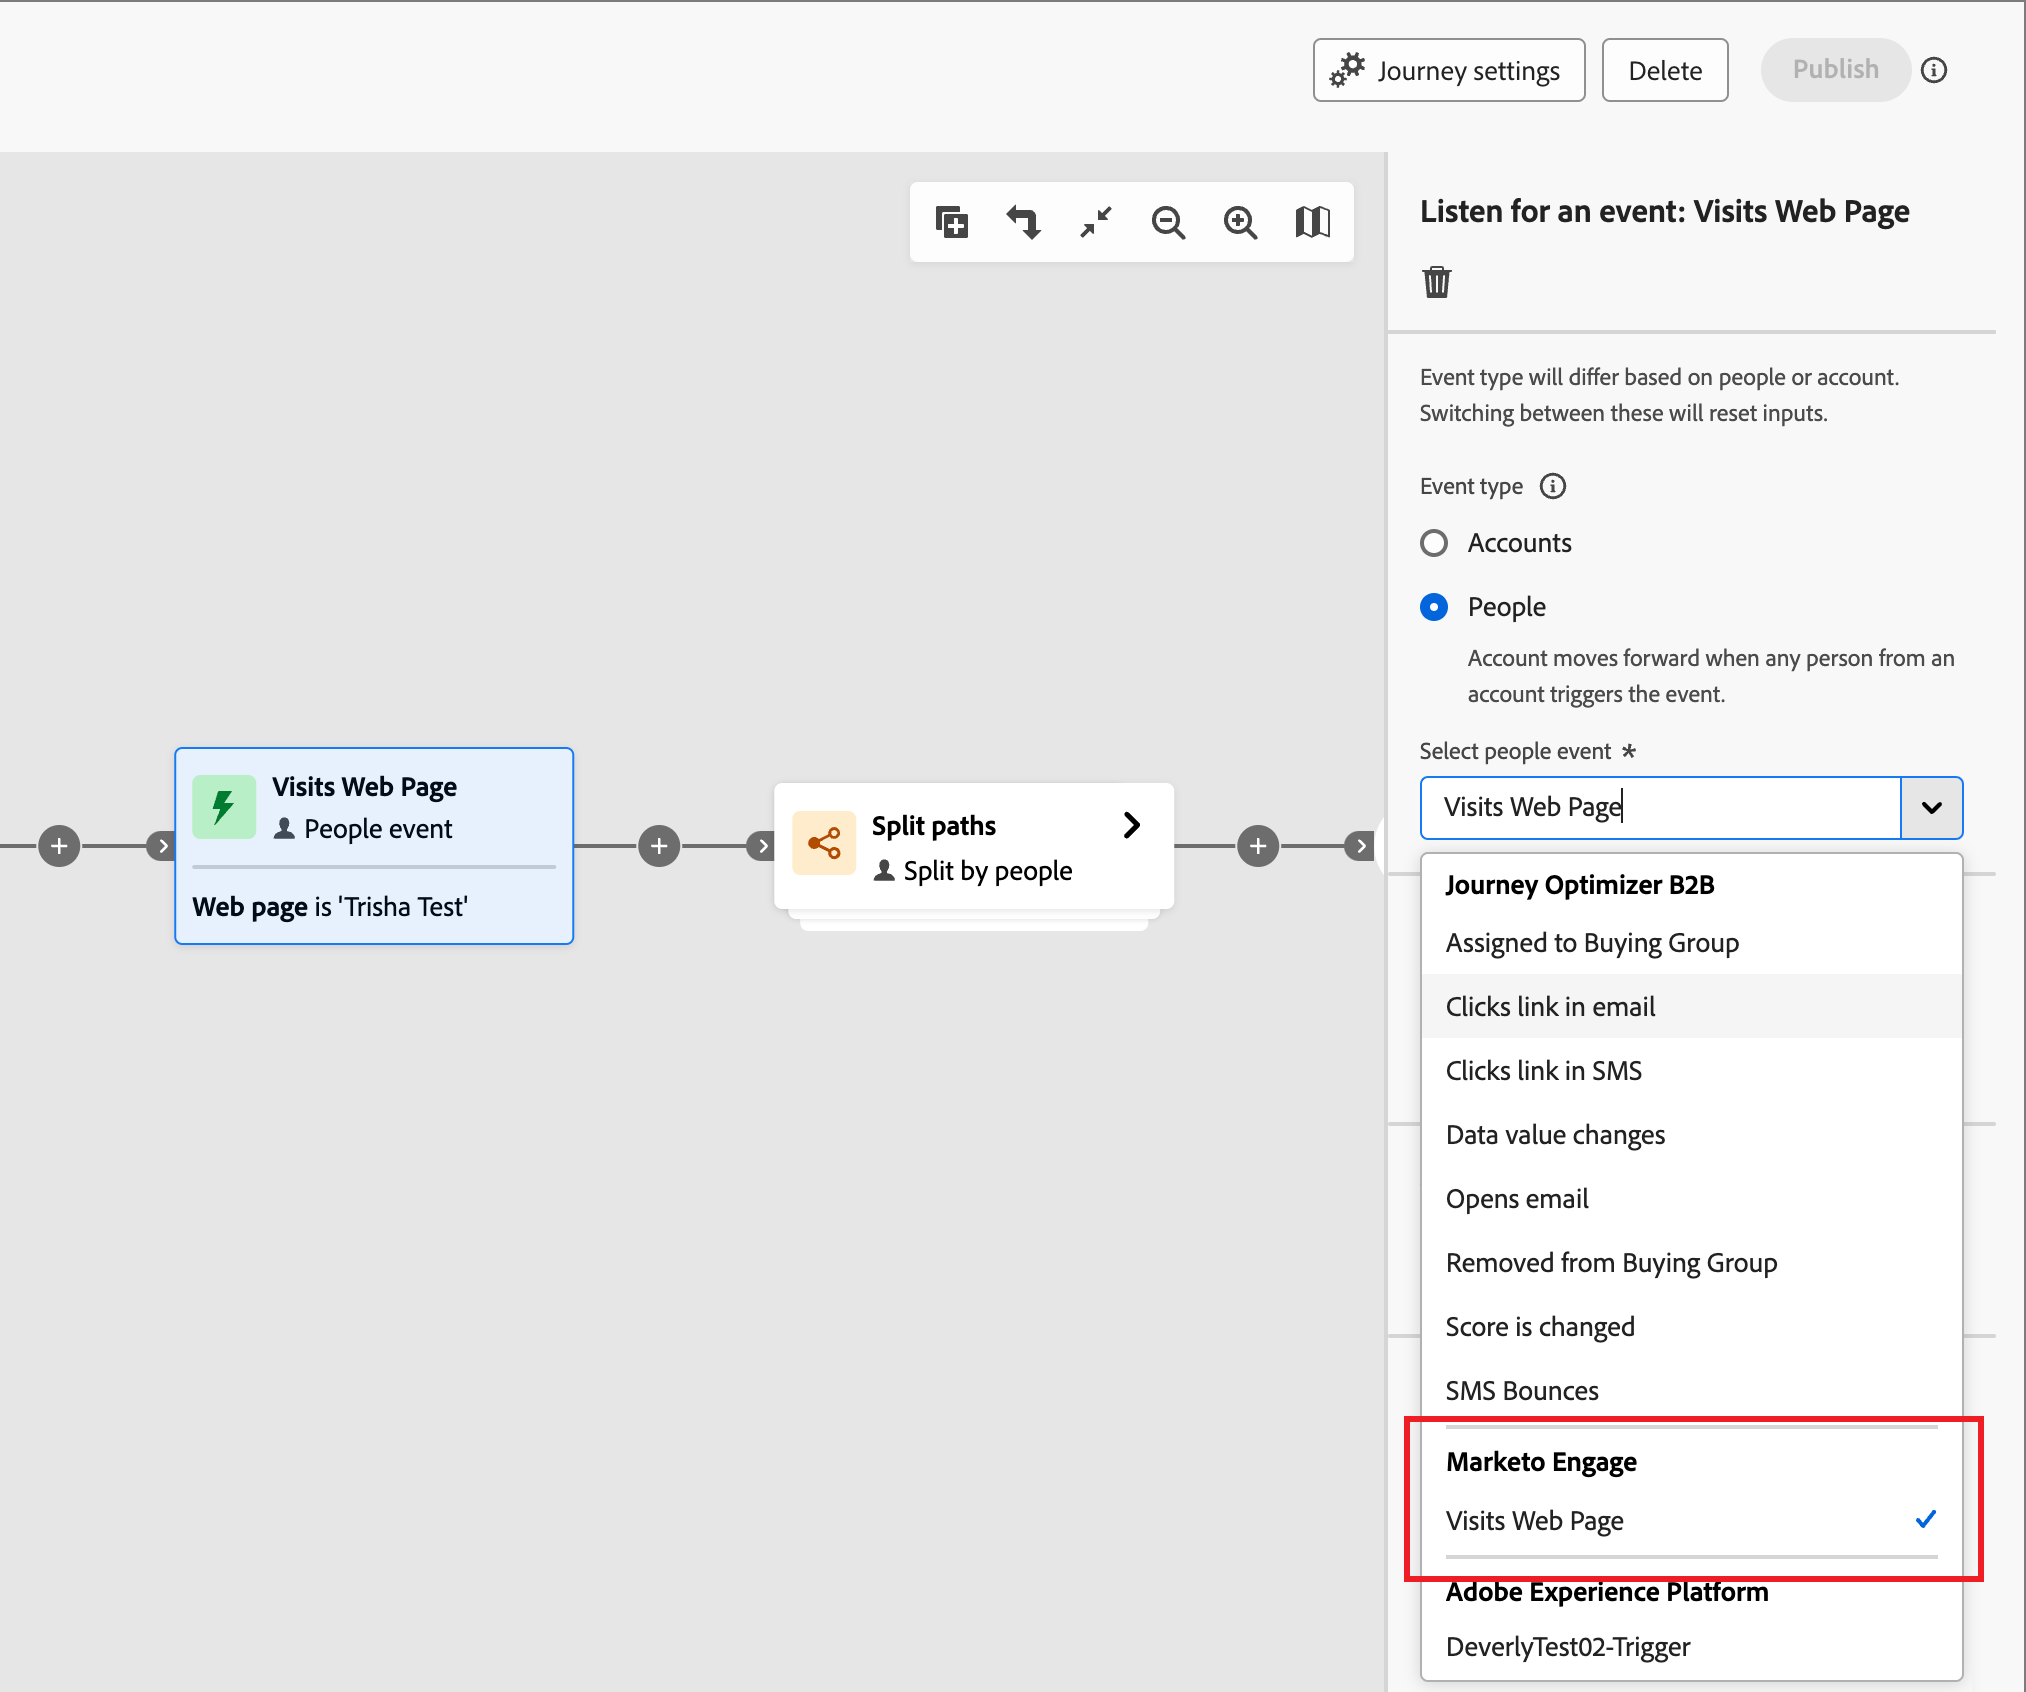 Journey settings
Delete
Publish
Listen for an event: Visits Web Page
Event type will differ based on people or account.
Switching between these will reset inputs.
Event type
Accounts
People
Account moves forward when any person from an
account triggers the event.
Select people event *
Visits Web Page
Journey Optimizer B2B
Assigned to Buying Group
Clicks link in email
Clicks link in SMS
Data value changes
Opens email
Removed from Buying Group
Score is changed
SMS Bounces
Marketo Engage
Visits Web Page
Adobe Experience Platform
DeverlyTest02-Trigger
Visits Web Page
People event
Web page is 'Trisha Test'
Split paths
Split by people